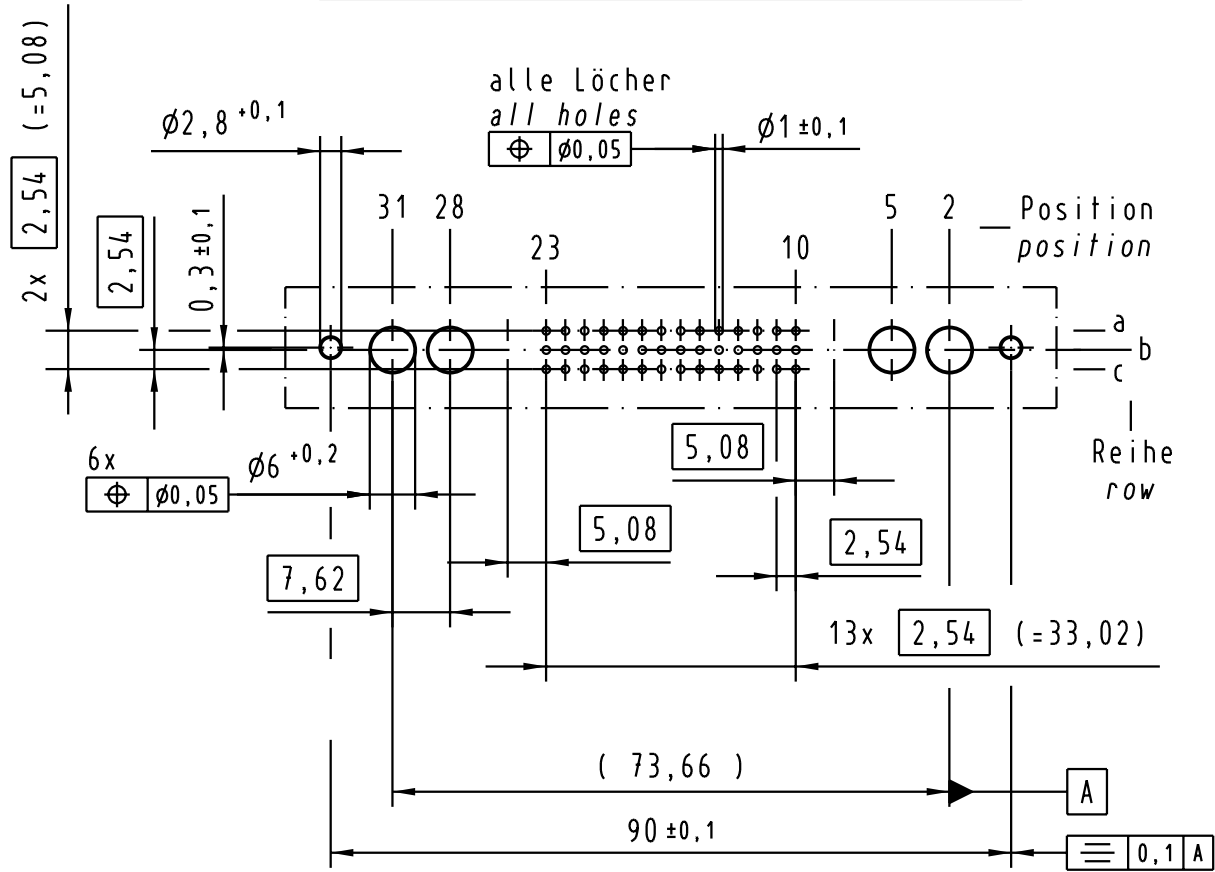 alle Löcher
all holes
⌖ ø0,05
ø1 ±0,1
ø2,8 +0,1
2x 2,54 (=5,08)
2,54
0,3 ±0,1
31
28
23
10
5
2
Position
position
a
b
c
Reihe
row
6x
⌖ ø0,05
ø6 +0,2
5,08
5,08
2,54
7,62
13x 2,54 (=33,02)
( 73,66 )
A
90 ±0,1
⌯ 0,1 A